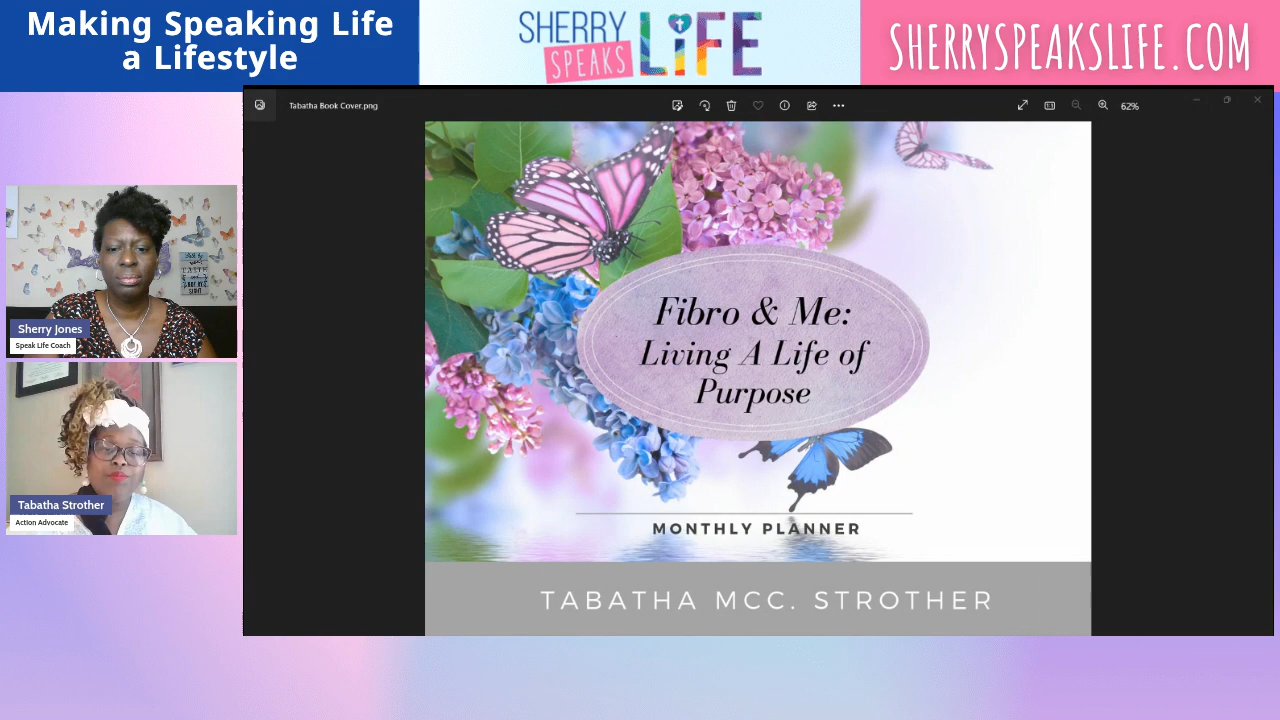 Making Speaking Life
a Lifestyle
SHERRY
SPEAKS
LiFE
SHERRYSPEAKSLIFE.COM
Tabatha Book Cover.png
62%
Sherry Jones
Speak Life Coach
Tabatha Strother
Action Advocate
Fibro & Me:
Living A Life of
Purpose
MONTHLY PLANNER
TABATHA MCC. STROTHER